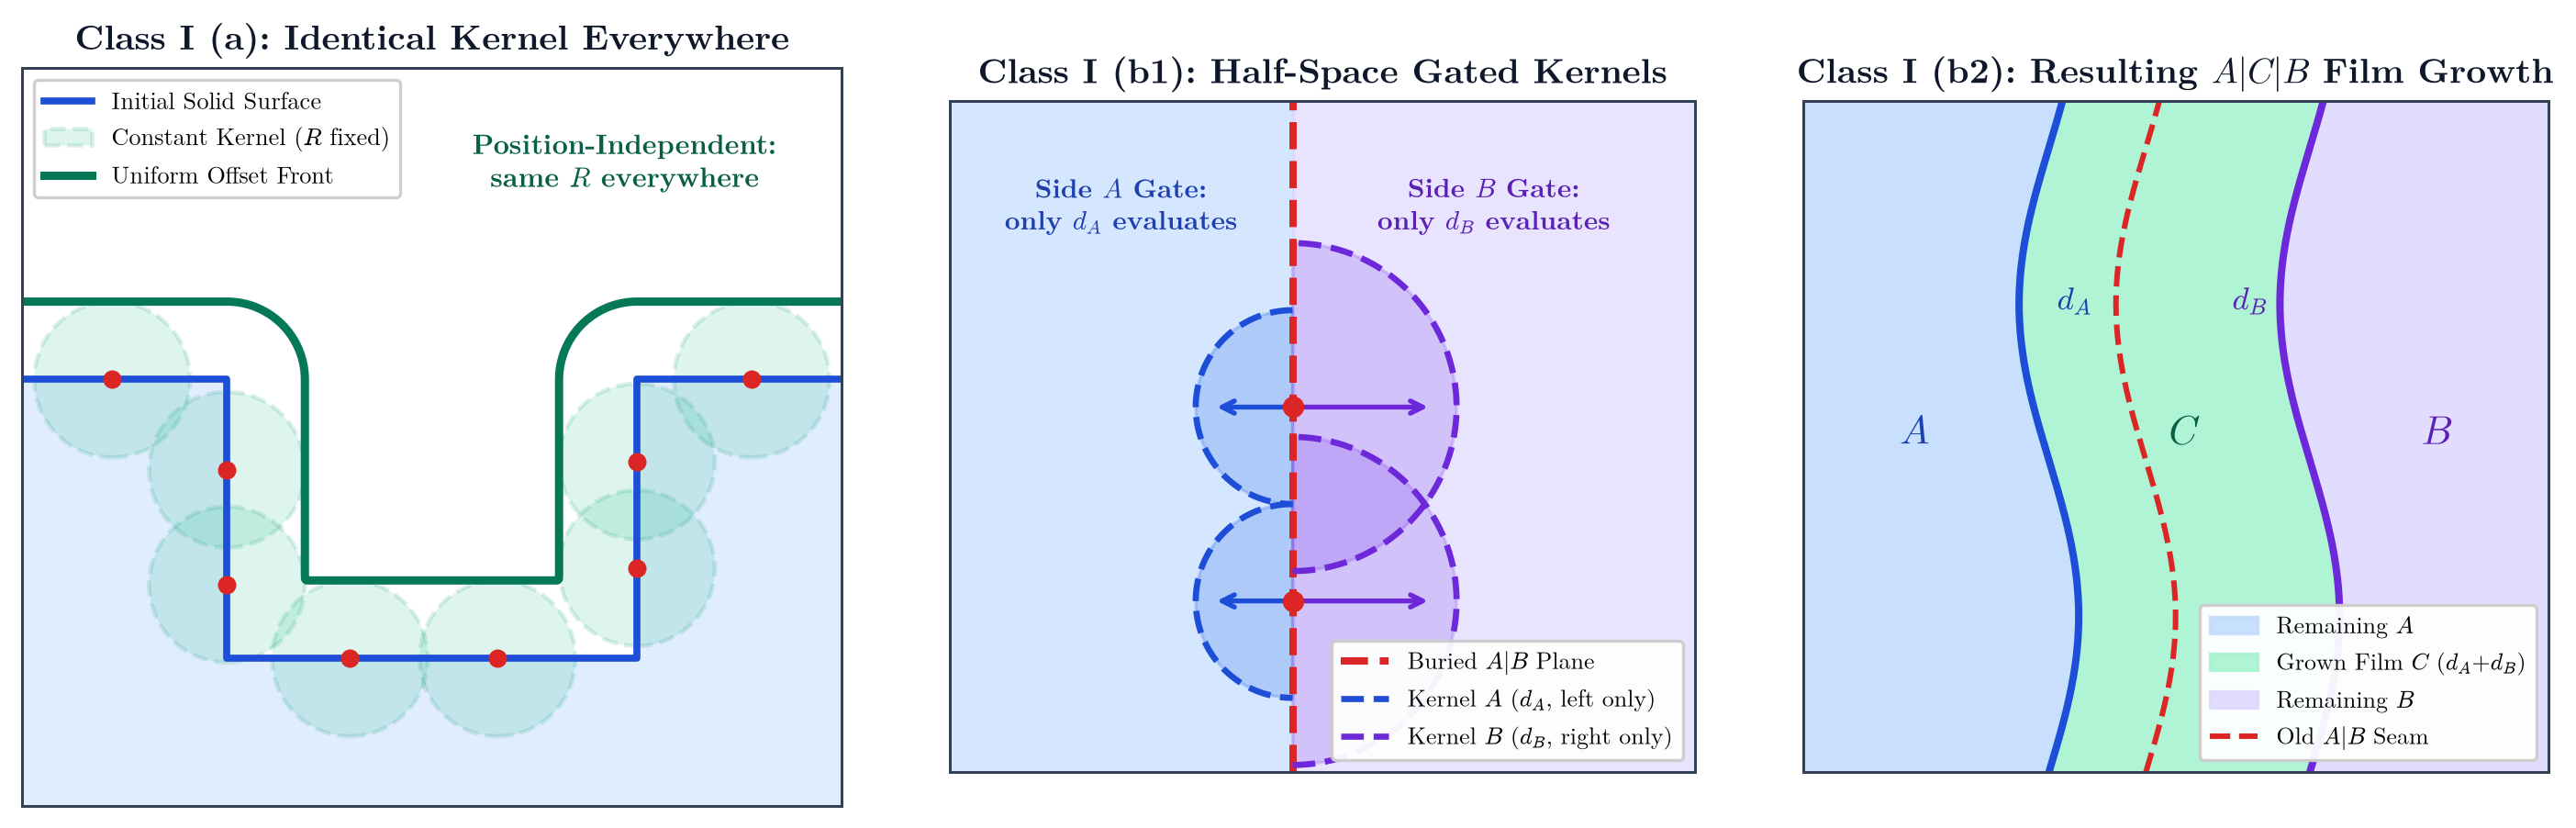 Class I (a): Identical Kernel Everywhere
Initial Solid Surface
Constant Kernel (R fixed)
Uniform Offset Front
Position-Independent:
same R everywhere
Class I (b1): Half-Space Gated Kernels
Side A Gate:
only d_A evaluates
Side B Gate:
only d_B evaluates
Buried A|B Plane
Kernel A (d_A, left only)
Kernel B (d_B, right only)
Class I (b2): Resulting A|C|B Film Growth
d_A
d_B
A
C
B
Remaining A
Grown Film C (d_A+d_B)
Remaining B
Old A|B Seam